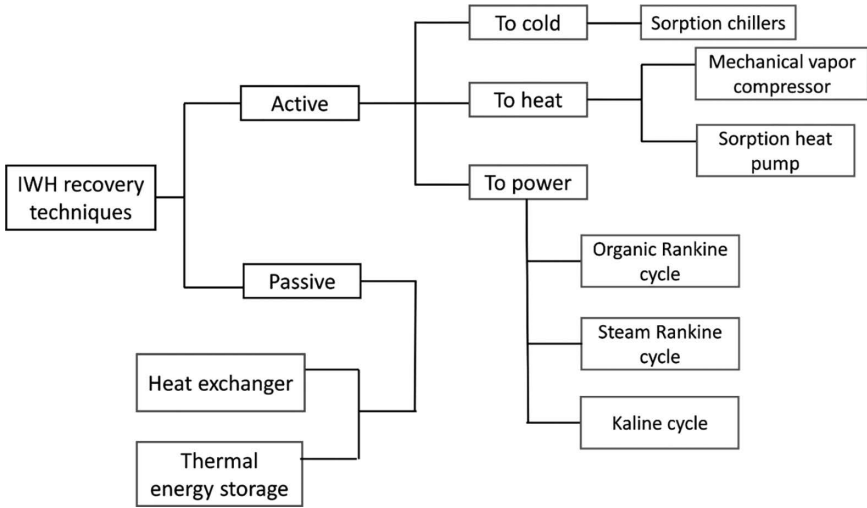 To cold
Sorption chillers
Active
To heat
Mechanical vapor
compressor
Sorption heat
pump
IWH recovery
techniques
To power
Passive
Organic Rankine
cycle
Steam Rankine
cycle
Heat exchanger
Kaline cycle
Thermal
energy storage